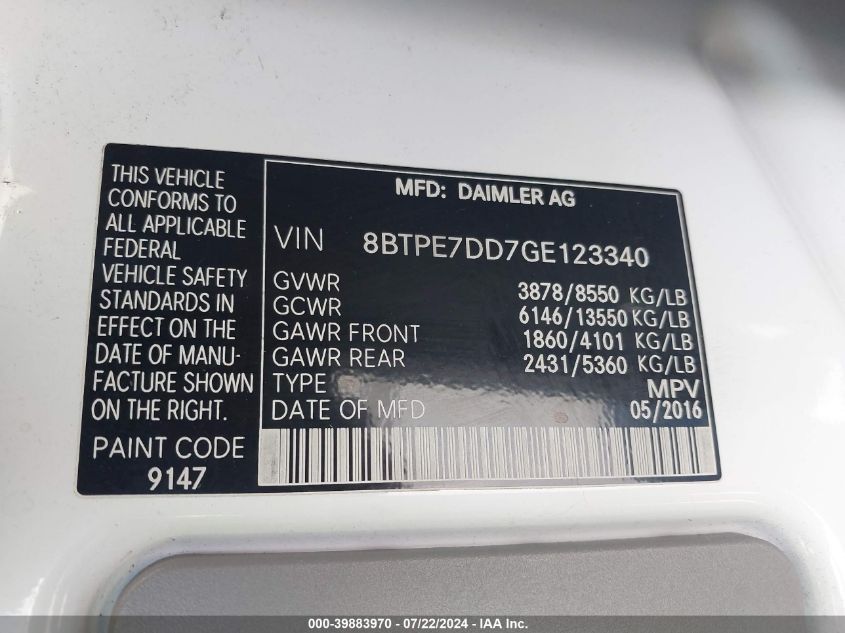 THIS VEHICLE
CONFORMS TO
ALL APPLICABLE
FEDERAL
VEHICLE SAFETY
STANDARDS IN
EFFECT ON THE
DATE OF MANU-
FACTURE SHOWN
ON THE RIGHT.
PAINT CODE
9147
MFD: DAIMLER AG
VIN 8BTPE7DD7GE123340
GVWR 3878/8550 KG/LB
GCWR 6146/13550 KG/LB
GAWR FRONT 1860/4101 KG/LB
GAWR REAR 2431/5360 KG/LB
TYPE MPV
DATE OF MFD 05/2016
000-39883970 - 07/22/2024 - IAA Inc.